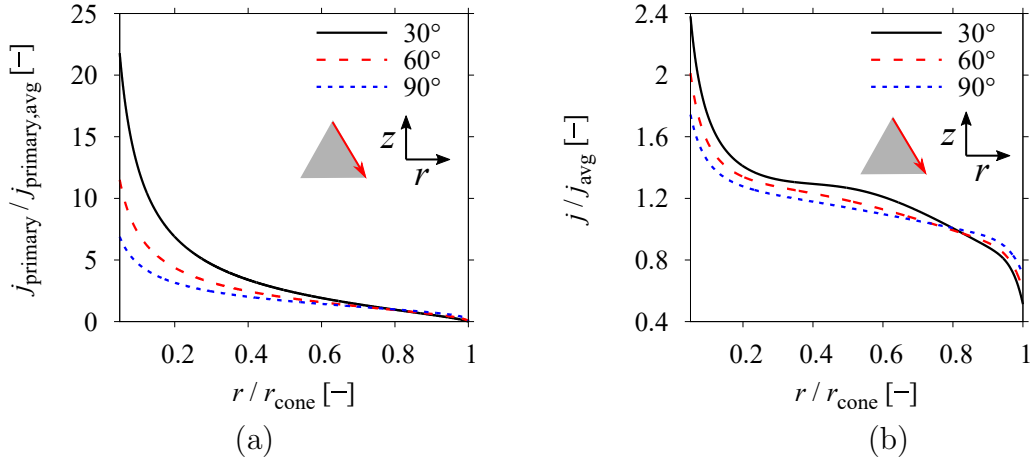 j_primary / j_primary,avg [−]
25
20
15
10
5
0
30°
60°
90°
z
r
0.2
0.4
0.6
0.8
1
r / r_cone [−]
(a)
j / j_avg [−]
2.4
2
1.6
1.2
0.8
0.4
30°
60°
90°
z
r
0.2
0.4
0.6
0.8
1
r / r_cone [−]
(b)